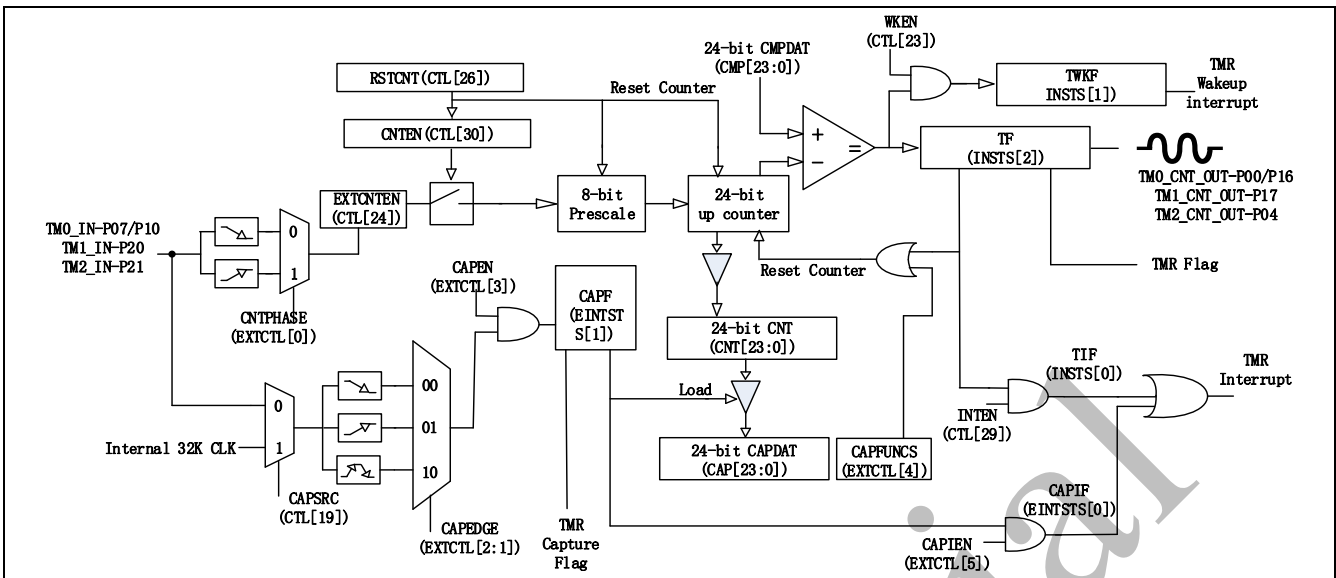 WKEN
(CTL[23])
24-bit CMPDAT
(CMP[23:0])
RSTCNT(CTL[26])
Reset Counter
TWKF
INSTS[1]
TMR
Wakeup
interrupt
CNTEN(CTL[30])
+
−
=
TF
(INSTS[2])
EXTCNTEN
(CTL[24])
8-bit
Prescale
24-bit
up counter
TM0_CNT_OUT-P00/P16
TM1_CNT_OUT-P17
TM2_CNT_OUT-P04
TM0_IN-P07/P10
TM1_IN-P20
TM2_IN-P21
0
1
CNTPHASE
(EXTCTL[0])
CAPEN
(EXTCTL[3])
CAPF
(EINTST
S[1])
Reset Counter
TMR Flag
24-bit CNT
(CNT[23:0])
TIF
(INSTS[0])
TMR
Interrupt
0
1
Internal 32K CLK
00
01
10
Load
INTEN
(CTL[29])
24-bit CAPDAT
(CAP[23:0])
CAPFUNCS
(EXTCTL[4])
CAPSRC
(CTL[19])
CAPEDGE
(EXTCTL[2:1])
TMR
Capture
Flag
CAPIF
(EINTSTS[0])
CAPIEN
(EXTCTL[5])
ial